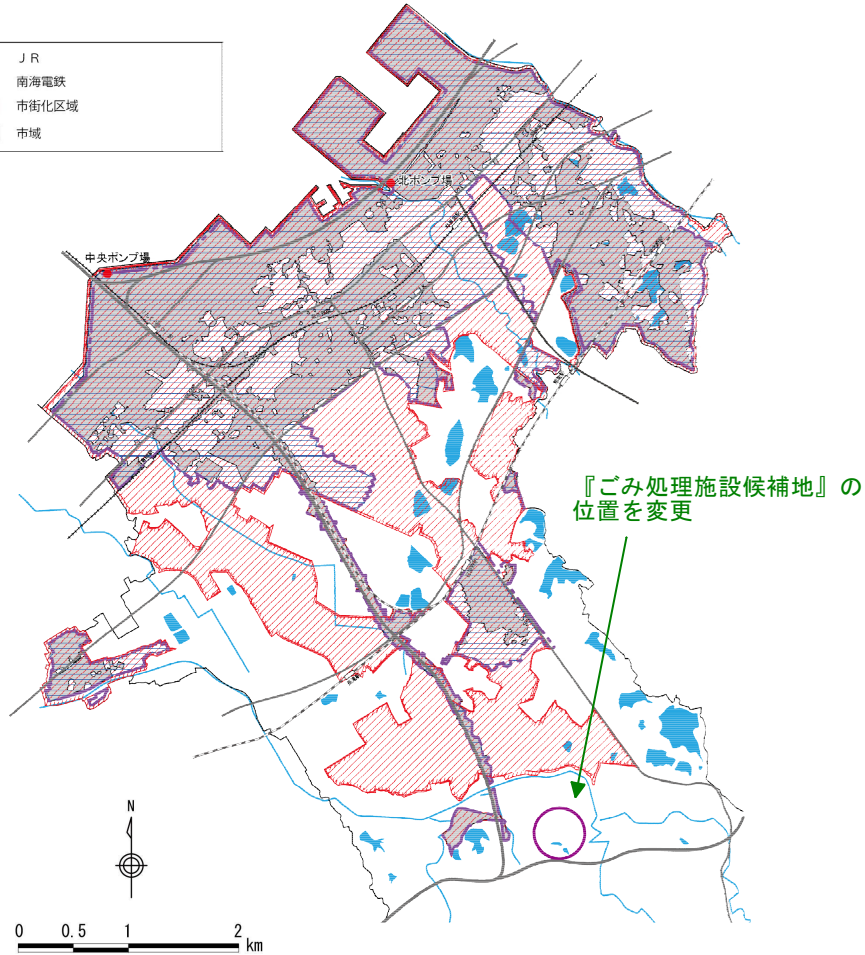 ＪＲ
南海電鉄
市街化区域
市域
北ポンプ場
中央ポンプ場
『ごみ処理施設候補地』の
位置を変更
N
0 0.5 1 2 km